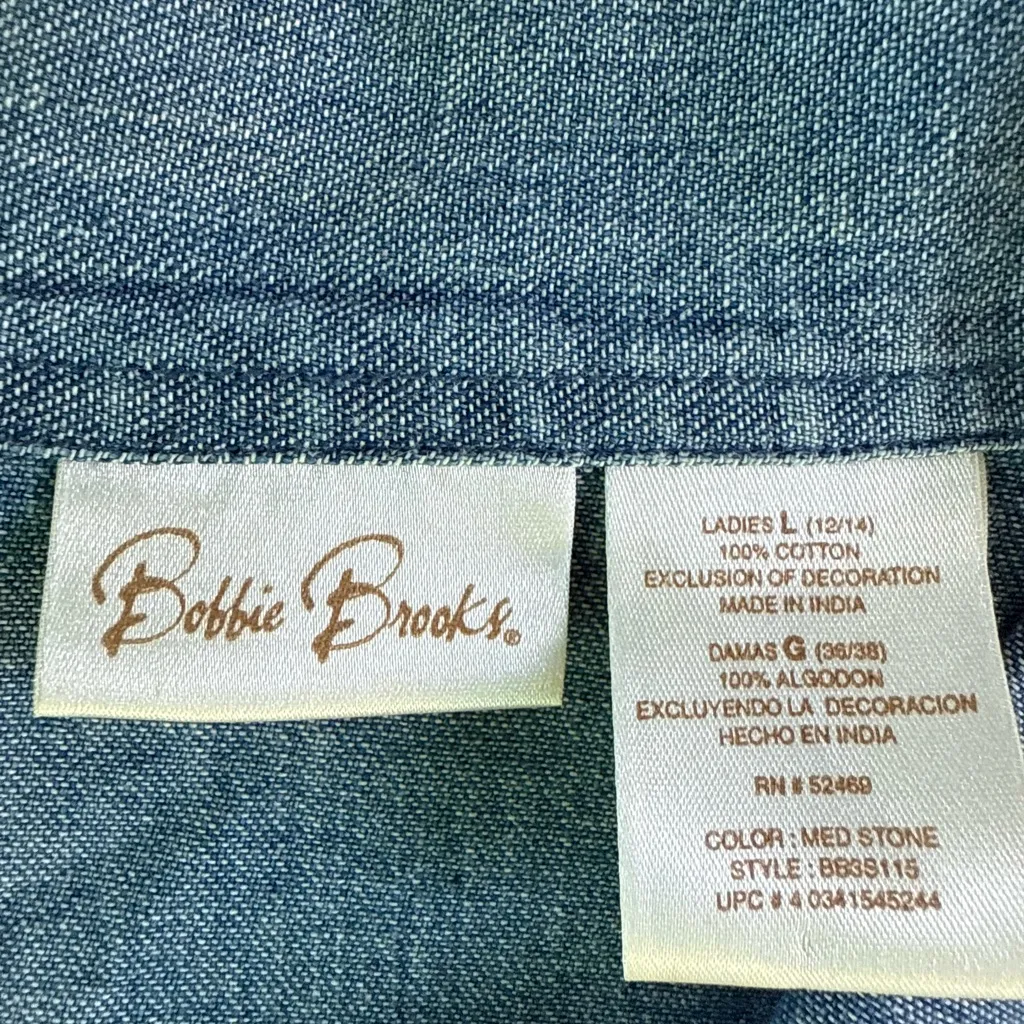 Bobbie Brooks®
LADIES L (12/14)
100% COTTON
EXCLUSION OF DECORATION
MADE IN INDIA
DAMAS G (36/38)
100% ALGODON
EXCLUYENDO LA DECORACION
HECHO EN INDIA
RN # 52469
COLOR : MED STONE
STYLE : BB3S115
UPC # 4 0341545244